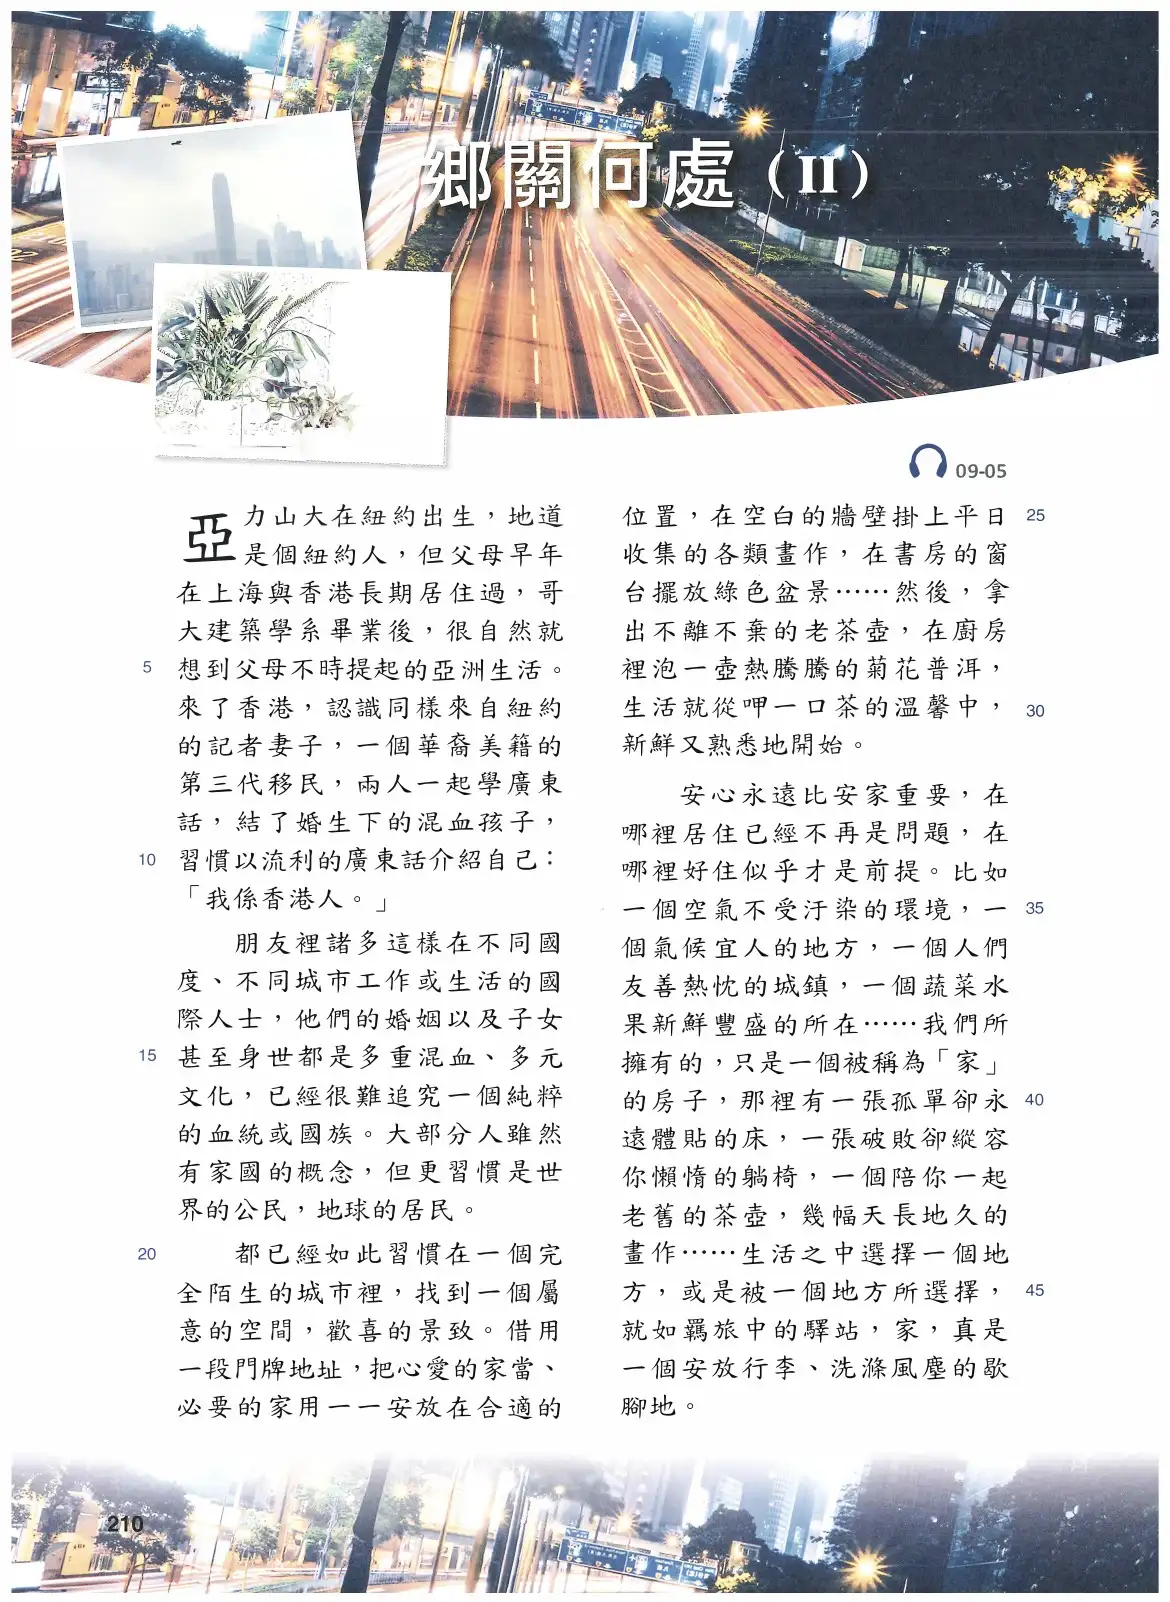 鄉關何處（II）
09-05
亞力山大在紐約出生，地道
是個紐約人，但父母早年
在上海與香港長期居住過，哥
大建築學系畢業後，很自然就
5 想到父母不時提起的亞洲生活。
來了香港，認識同樣來自紐約
的記者妻子，一個華裔美籍的
第三代移民，兩人一起學廣東
話，結了婚生下的混血孩子，
10 習慣以流利的廣東話介紹自己：
「我係香港人。」
朋友裡諸多這樣在不同國
度、不同城市工作或生活的國
際人士，他們的婚姻以及子女
15 甚至身世都是多重混血、多元
文化，已經很難追究一個純粹
的血統或國族。大部分人雖然
有家國的概念，但更習慣是世
界的公民，地球的居民。
20 都已經如此習慣在一個完
全陌生的城市裡，找到一個屬
意的空間，歡喜的景致。借用
一段門牌地址，把心愛的家當、
必要的家用一一安放在合適的
位置，在空白的牆壁掛上平日 25
收集的各類畫作，在書房的窗
台擺放綠色盆景……然後，拿
出不離不棄的老茶壺，在廚房
裡泡一壺熱騰騰的菊花普洱，
生活就從呷一口茶的溫馨中， 30
新鮮又熟悉地開始。
安心永遠比安家重要，在
哪裡居住已經不再是問題，在
哪裡好住似乎才是前提。比如
一個空氣不受汙染的環境，一 35
個氣候宜人的地方，一個人們
友善熱忱的城鎮，一個蔬菜水
果新鮮豐盛的所在……我們所
擁有的，只是一個被稱為「家」
的房子，那裡有一張孤單卻永 40
遠體貼的床，一張破敗卻縱容
你懶惰的躺椅，一個陪你一起
老舊的茶壺，幾幅天長地久的
畫作……生活之中選擇一個地
方，或是被一個地方所選擇， 45
就如羈旅中的驛站，家，真是
一個安放行李、洗滌風塵的歇
腳地。
210